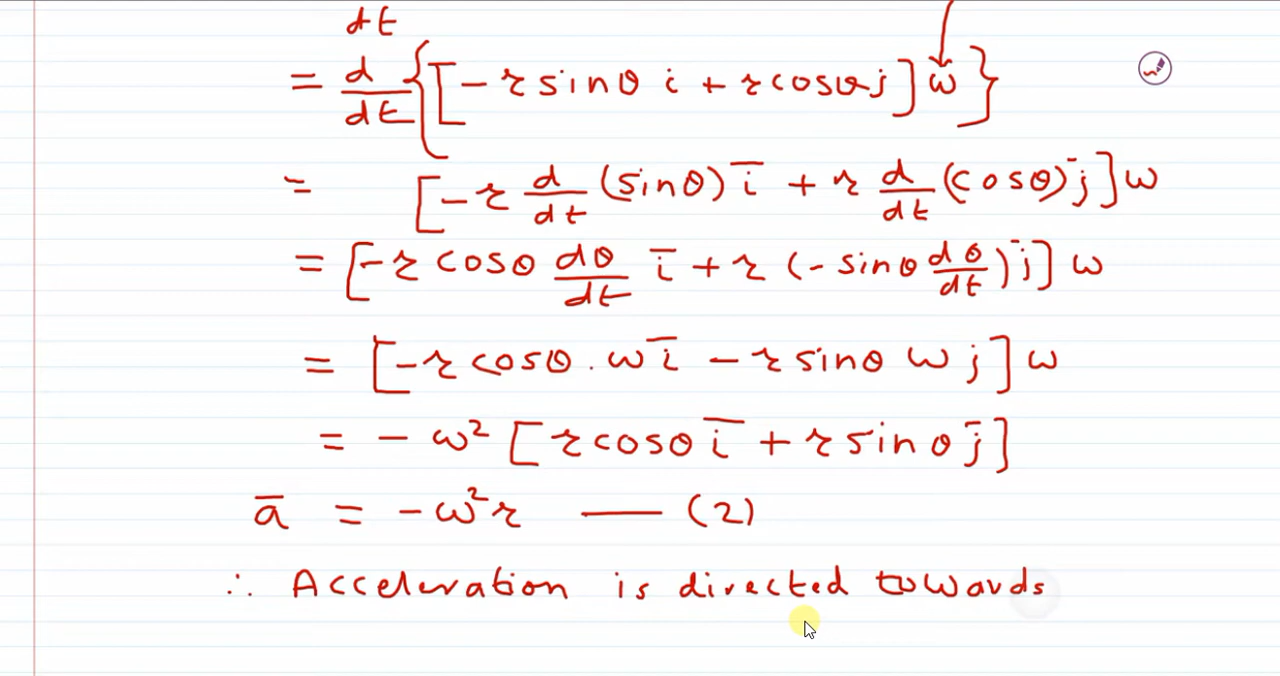 dt
= d/dt {[-r sinθ i + r cosθ j] ω}
= [-r d/dt (sinθ) i̅ + r d/dt (cosθ) j̅] ω
= [-r cosθ dθ/dt i̅ + r (-sinθ dθ/dt) j̅] ω
= [-r cosθ . ω i̅ - r sinθ ω j] ω
= - ω² [r cosθ i̅ + r sinθ j̅]
a̅ = -ω²r —— (2)
∴ Acceleration is directed towards